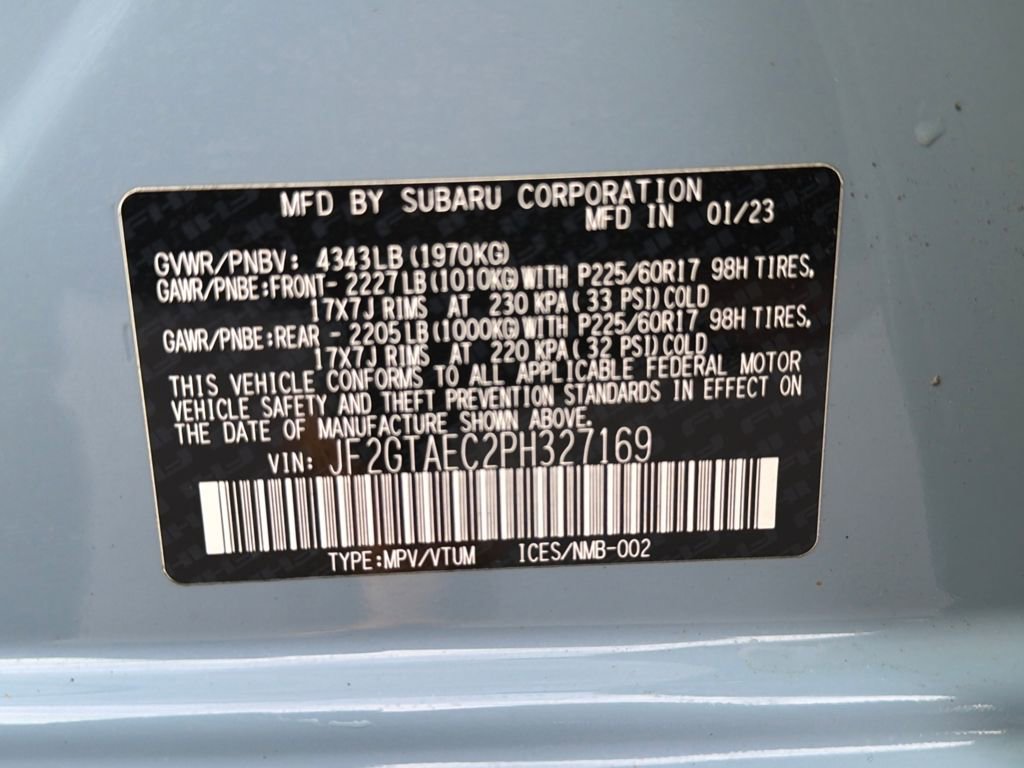 MFD BY SUBARU CORPORATION
MFD IN 01/23
GVWR/PNBV: 4343LB (1970KG)
GAWR/PNBE:FRONT- 2227LB(1010KG)WITH P225/60R17 98H TIRES,
17X7J RIMS AT 230 KPA( 33 PSI)COLD
GAWR/PNBE:REAR - 2205LB(1000KG)WITH P225/60R17 98H TIRES,
17X7J RIMS AT 220 KPA( 32 PSI)COLD
THIS VEHICLE CONFORMS TO ALL APPLICABLE FEDERAL MOTOR
VEHICLE SAFETY AND THEFT PREVENTION STANDARDS IN EFFECT ON
THE DATE OF MANUFACTURE SHOWN ABOVE.
VIN: JF2GTAEC2PH327169
TYPE:MPV/VTUM ICES/NMB-002